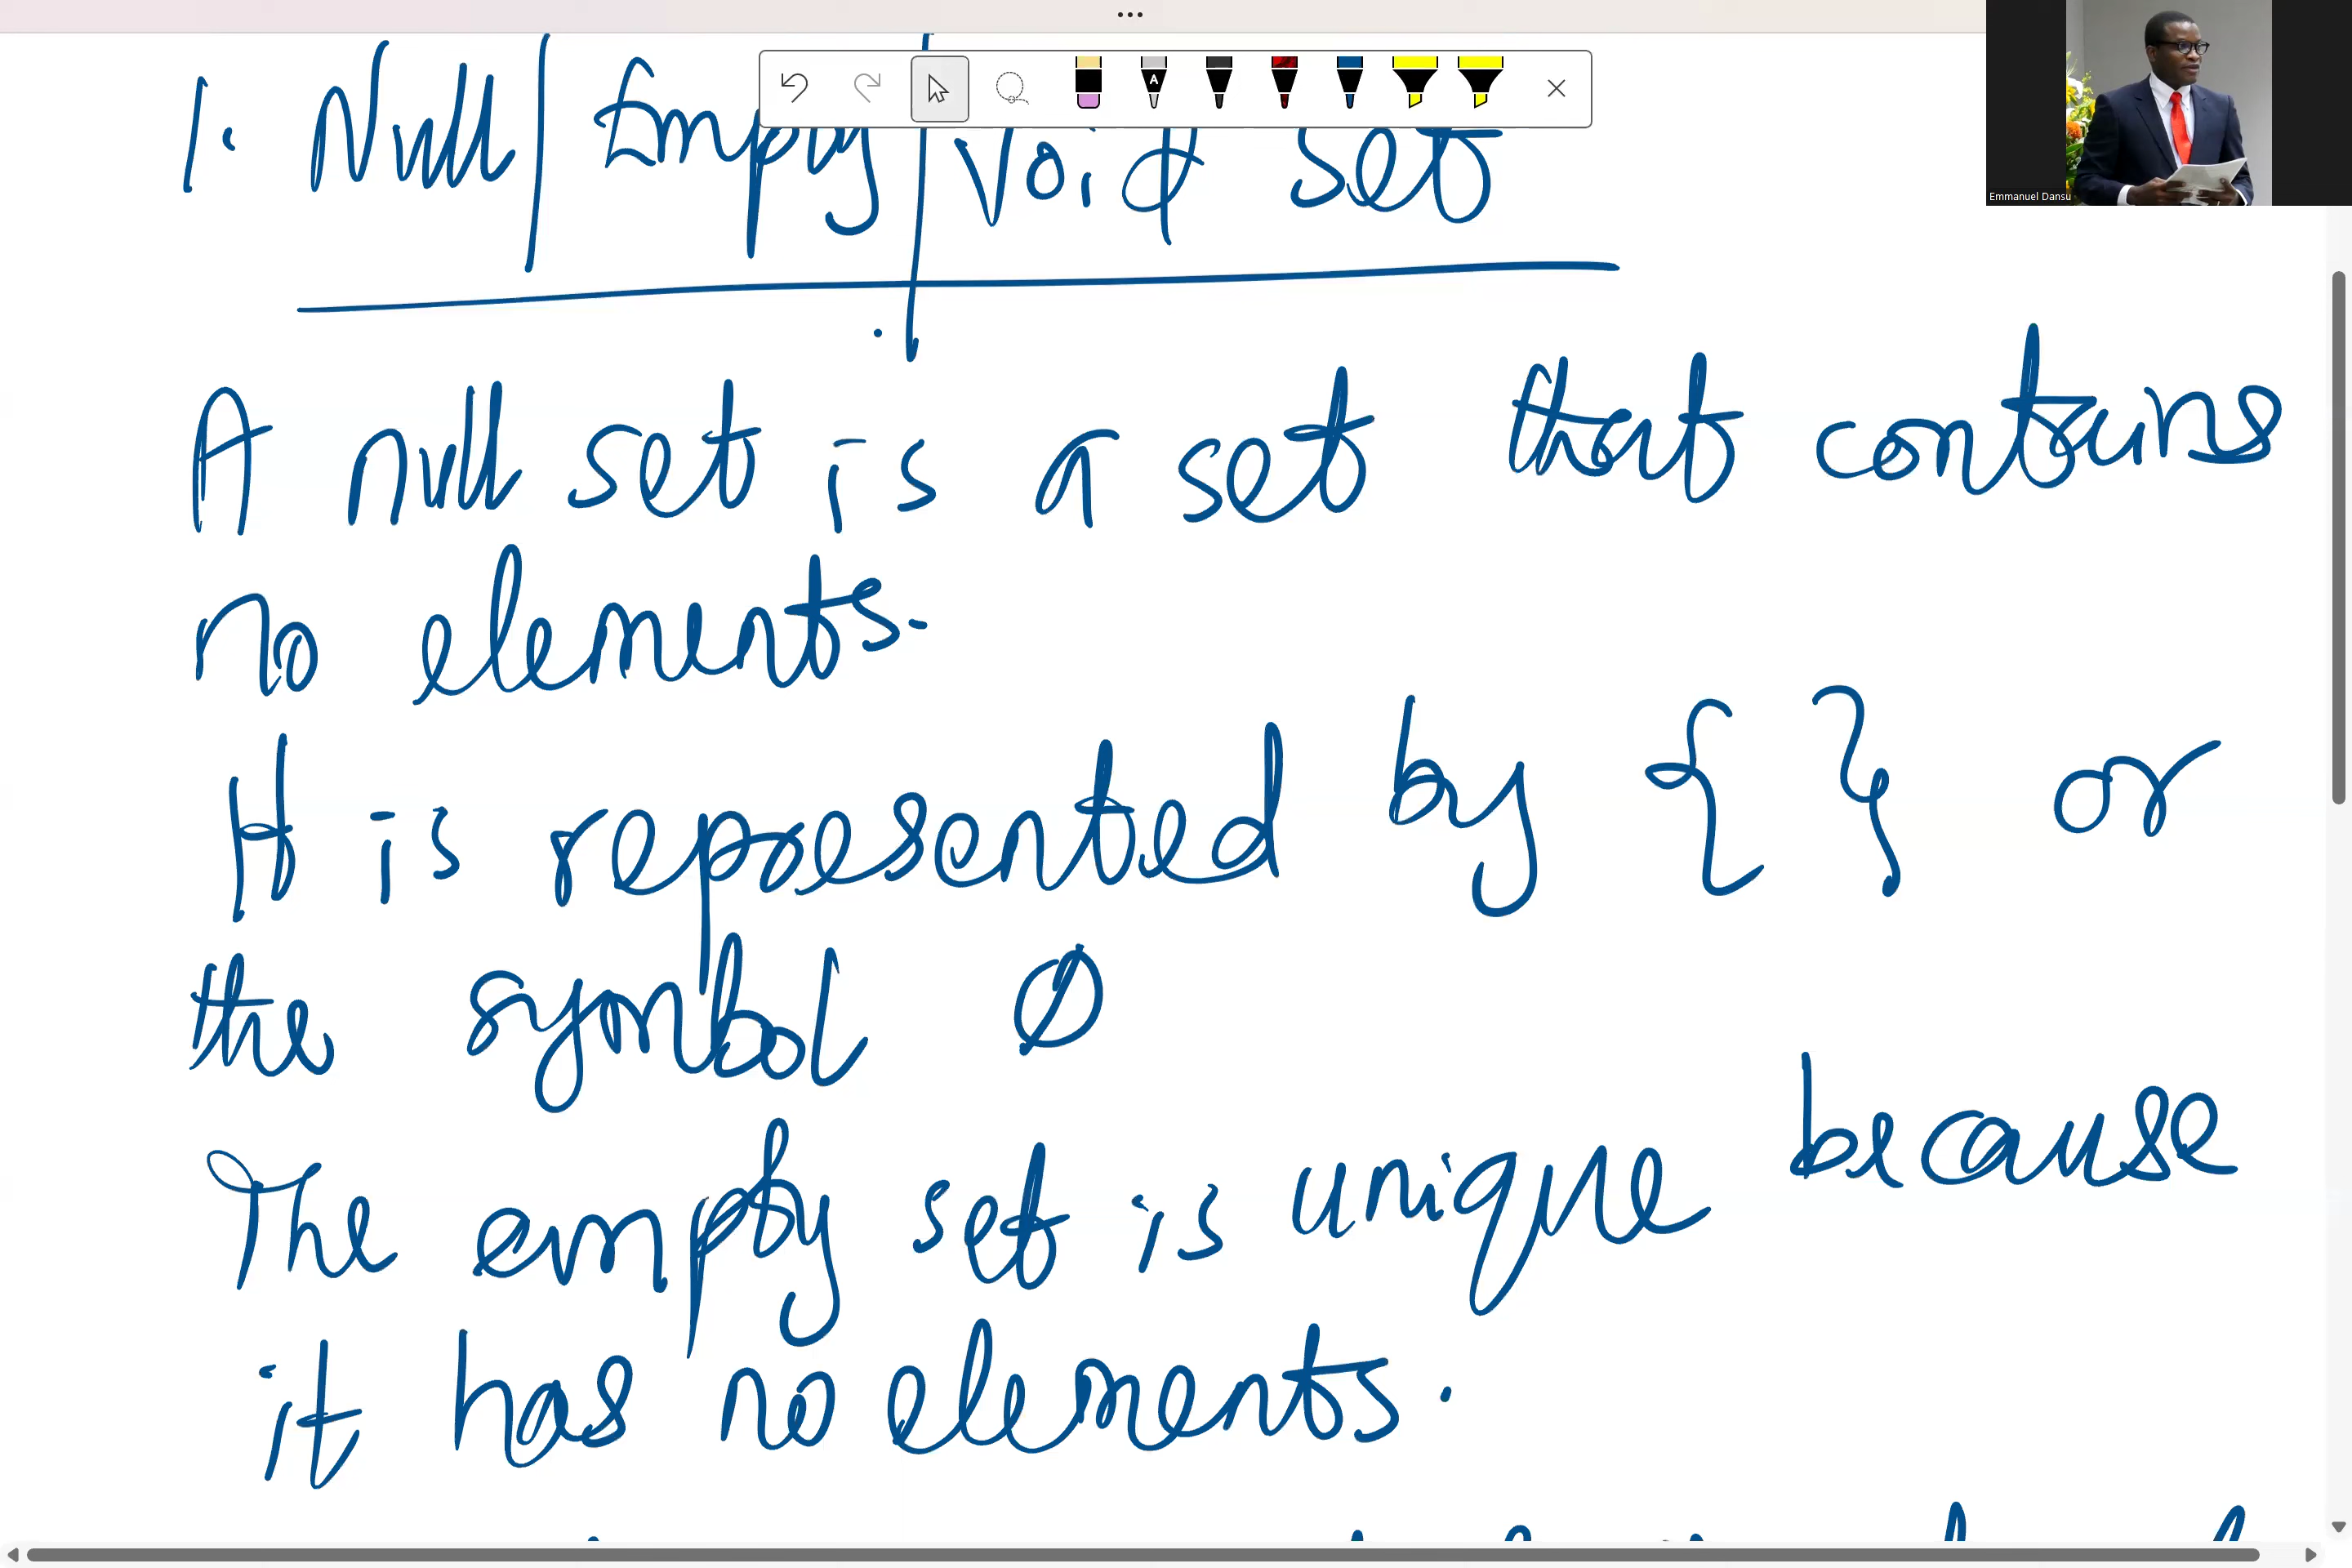 1. Null/Empty/Void set
A
Emmanuel Dansu
A null set is a set that contains
no elements.
It is represented by { } or
the symbol Ø
The empty set is unique because
it has no elements.